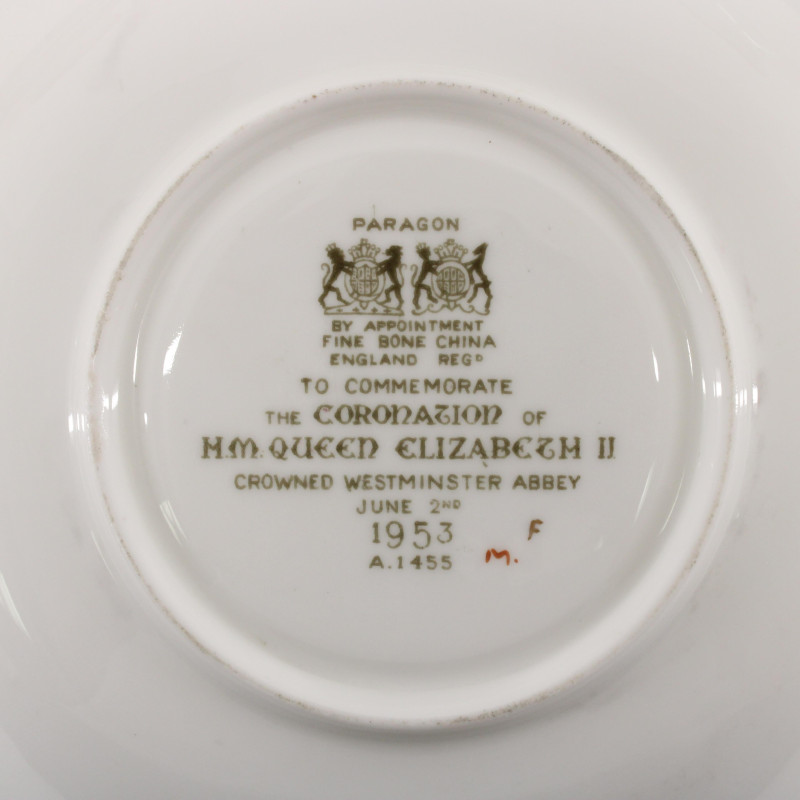 PARAGON
BY APPOINTMENT
FINE BONE CHINA
ENGLAND REGD
TO COMMEMORATE
THE CORONATION OF
H.M. QUEEN ELIZABETH II
CROWNED WESTMINSTER ABBEY
JUNE 2ND
1953 F
A.1455 M.